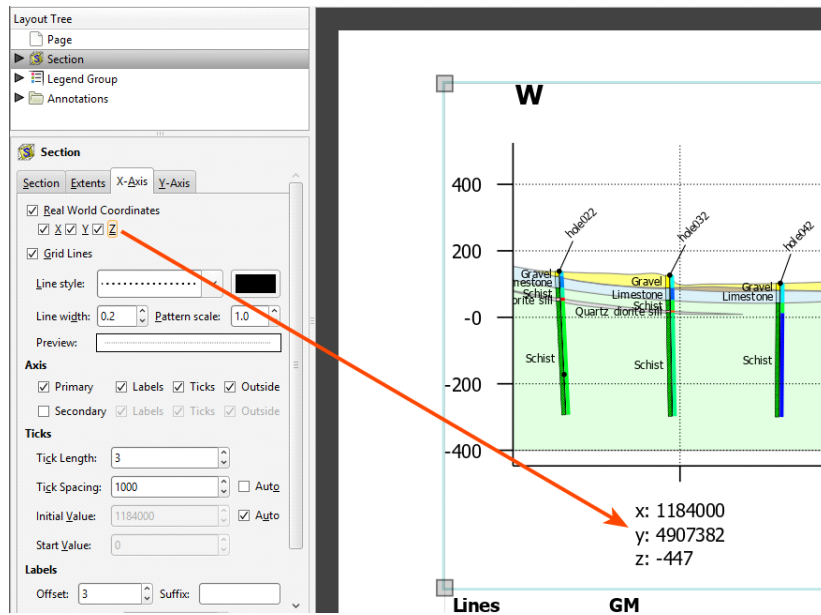 Layout Tree
Page
Section
Legend Group
Annotations
Section
Section Extents X-Axis Y-Axis
Real World Coordinates
X Y Z
Grid Lines
Line style:
Line width: 0.2 Pattern scale: 1.0
Preview:
Axis
Primary Labels Ticks Outside
Secondary Labels Ticks Outside
Ticks
Tick Length: 3
Tick Spacing: 1000 Auto
Initial Value: 1184000 Auto
Start Value: 0
Labels
Offset: 3 Suffix:
W
400
200
-0
-200
-400
hole022
hole032
hole042
Gravel
mestone
Schist
orite sill
Schist
Gravel
Limestone
Schist
Quartz diorite sill
Schist
Gravel
Limestone
Schist
x: 1184000
y: 4907382
z: -447
Lines GM